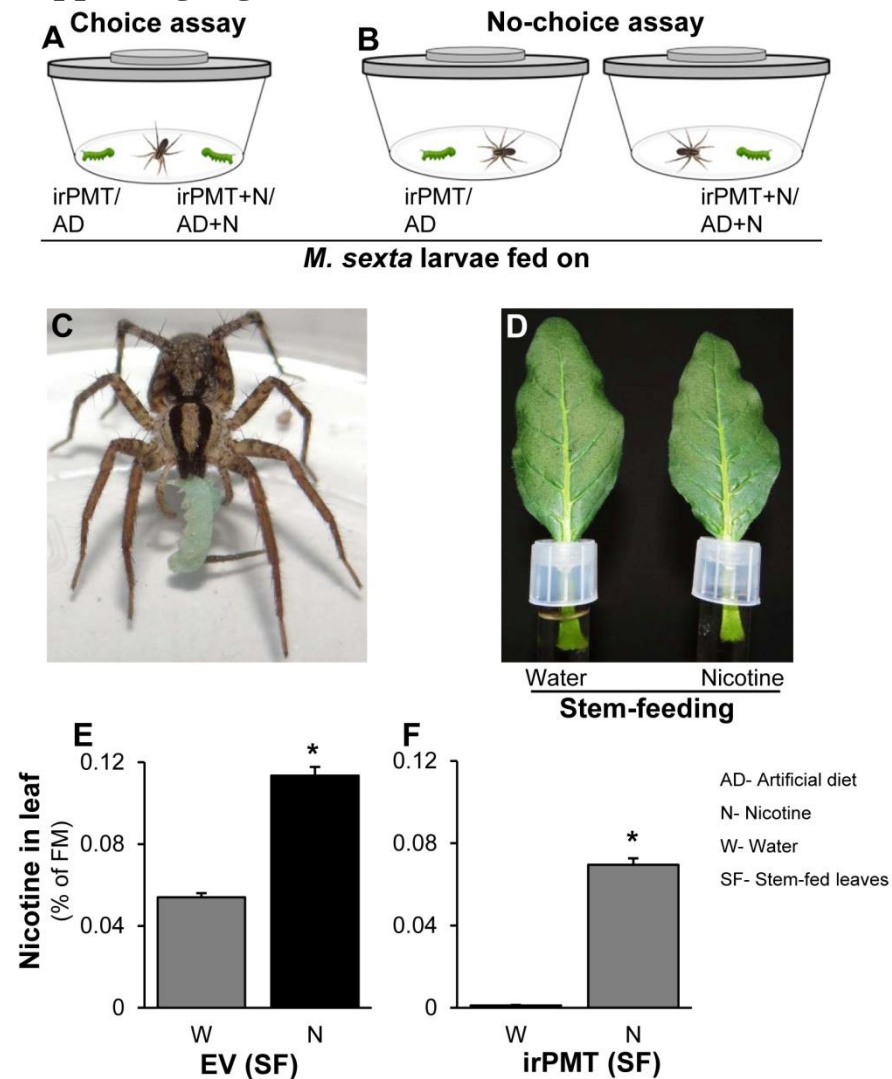 Choice assay
No-choice assay
A
B
irPMT/
AD
irPMT+N/
AD+N
irPMT/
AD
irPMT+N/
AD+N
M. sexta larvae fed on
C
D
Water
Nicotine
Stem-feeding
E
F
Nicotine in leaf
(% of FM)
0.12
0.08
0.04
0
*
W
N
EV (SF)
0.12
0.08
0.04
0
*
W
N
irPMT (SF)
AD- Artificial diet
N- Nicotine
W- Water
SF- Stem-fed leaves